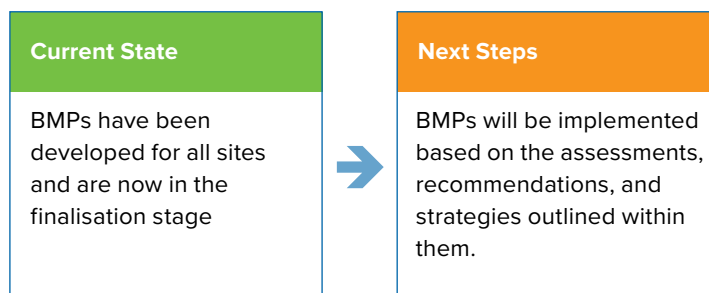 Current State
BMPs have been
developed for all sites
and are now in the
finalisation stage
Next Steps
BMPs will be implemented
based on the assessments,
recommendations, and
strategies outlined within
them.